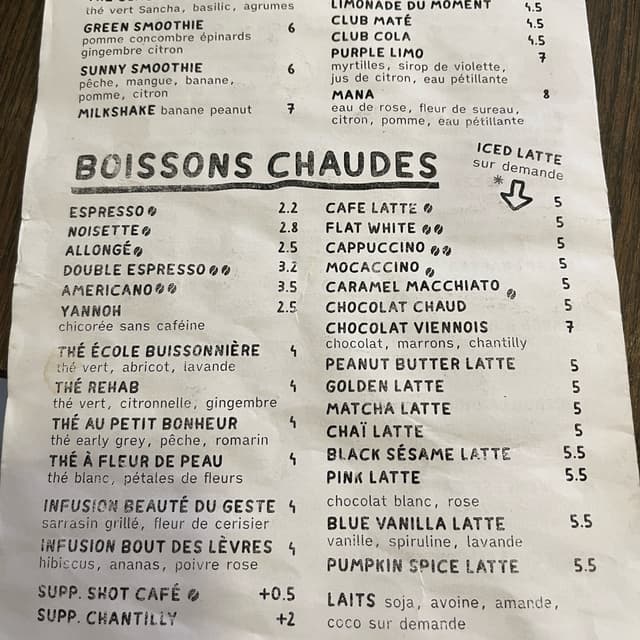 thé vert Sancha, basilic, agrumes
GREEN SMOOTHIE 6
pomme concombre épinards
gingembre citron
SUNNY SMOOTHIE 6
pêche, mangue, banane,
pomme, citron
MILKSHAKE banane peanut 7
LIMONADE DU MOMENT 4.5
CLUB MATÉ 4.5
CLUB COLA 4.5
PURPLE LIMO 7
myrtilles, sirop de violette,
jus de citron, eau pétillante
MANA 8
eau de rose, fleur de sureau,
citron, pomme, eau pétillante
BOISSONS CHAUDES
ICED LATTE
sur demande
*
ESPRESSO 2.2
NOISETTE 2.8
ALLONGÉ 2.5
DOUBLE ESPRESSO 3.2
AMERICANO 3.5
YANNOH 2.5
chicorée sans caféine
THÉ ÉCOLE BUISSONNIÈRE 4
thé vert, abricot, lavande
THÉ REHAB 4
thé vert, citronnelle, gingembre
THÉ AU PETIT BONHEUR 4
thé early grey, pêche, romarin
THÉ À FLEUR DE PEAU 4
thé blanc, pétales de fleurs
INFUSION BEAUTÉ DU GESTE 4
sarrasin grillé, fleur de cerisier
INFUSION BOUT DES LÈVRES 4
hibiscus, ananas, poivre rose
SUPP. SHOT CAFÉ +0.5
SUPP. CHANTILLY +2
CAFE LATTE 5
FLAT WHITE 5
CAPPUCCINO 5
MOCACCINO 5
CARAMEL MACCHIATO 5
CHOCOLAT CHAUD 5
CHOCOLAT VIENNOIS 7
chocolat, marrons, chantilly
PEANUT BUTTER LATTE 5
GOLDEN LATTE 5
MATCHA LATTE 5
CHAÏ LATTE 5
BLACK SÉSAME LATTE 5.5
PINK LATTE 5.5
chocolat blanc, rose
BLUE VANILLA LATTE 5.5
vanille, spiruline, lavande
PUMPKIN SPICE LATTE 5.5
LAITS soja, avoine, amande,
coco sur demande